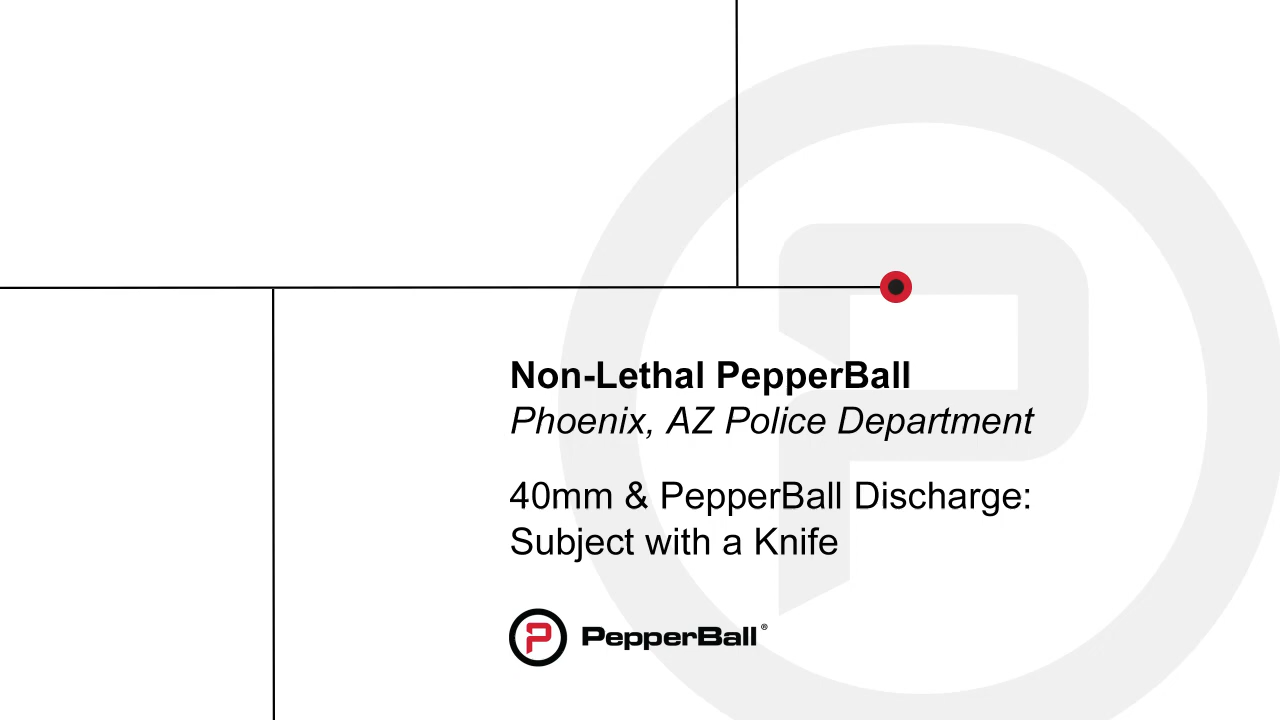 Non-Lethal PepperBall
Phoenix, AZ Police Department
40mm & PepperBall Discharge:
Subject with a Knife
PepperBall®